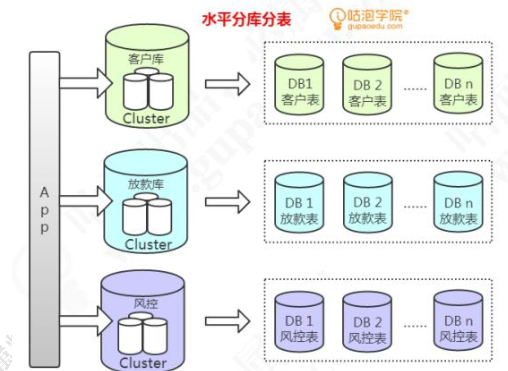 水平分库分表
咕泡学院®
gupaoedu.com
App
客户库
Cluster
DB1
客户表
DB 2
客户表
......
DB n
客户表
放款库
Cluster
DB 1
放款表
DB 2
放款表
......
DB n
放款表
风控
Cluster
DB 1
风控表
DB 2
风控表
......
DB n
风控表